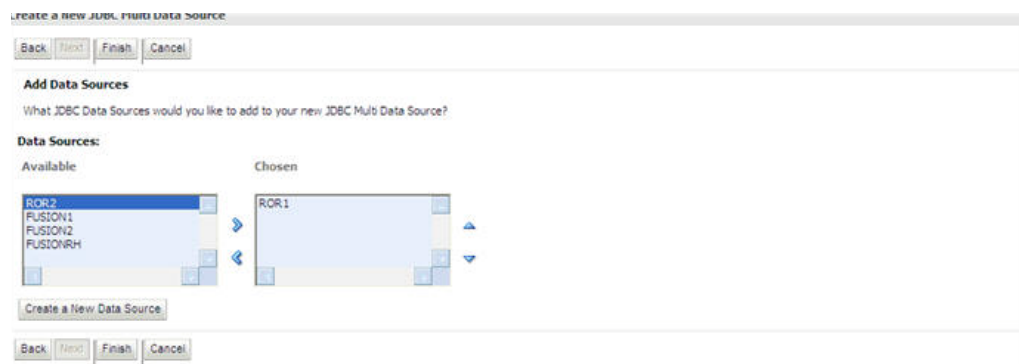 Create a new JDBC Multi Data Source
Back Next Finish Cancel
Add Data Sources
What JDBC Data Sources would you like to add to your new JDBC Multi Data Source?
Data Sources:
Available Chosen
ROR2 ROR1
FUSION1
FUSION2
FUSIONRH
Create a New Data Source
Back Next Finish Cancel